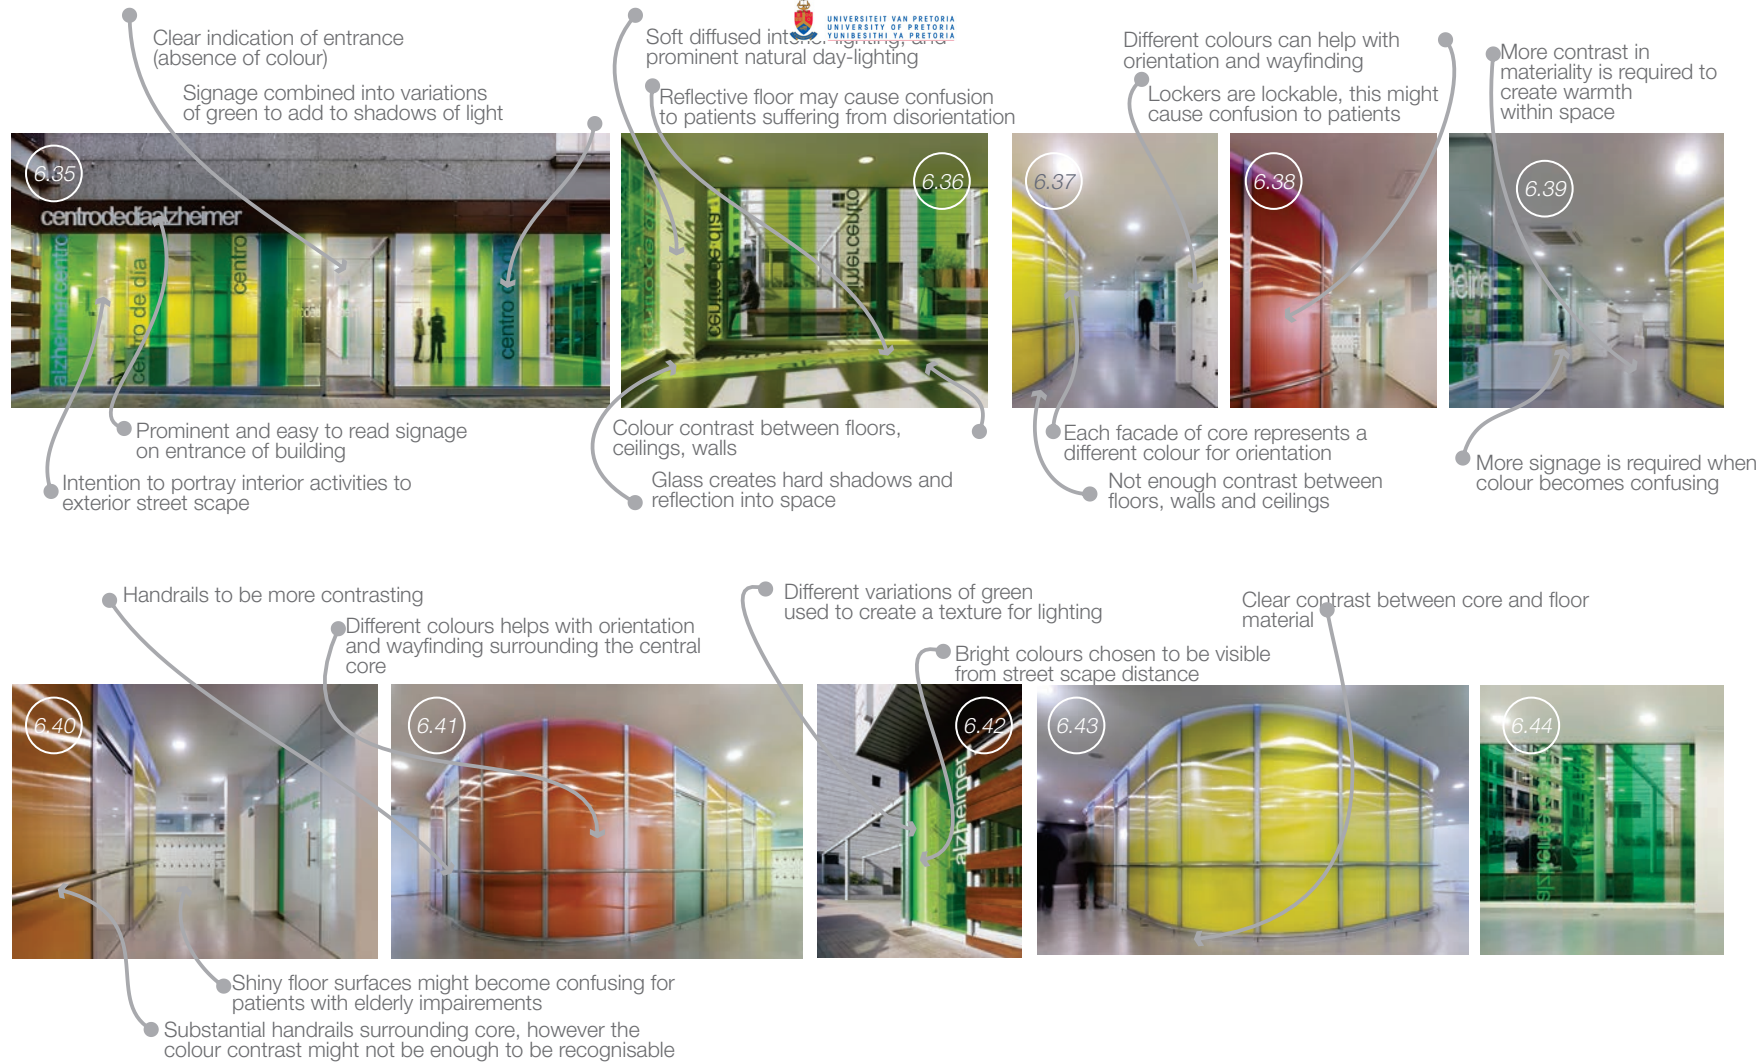 UNIVERSITEIT VAN PRETORIA
UNIVERSITY OF PRETORIA
YUNIBESITHI YA PRETORIA
Clear indication of entrance
(absence of colour)
Signage combined into variations
of green to add to shadows of light
Soft diffused interior lighting, and
prominent natural day-lighting
Reflective floor may cause confusion
to patients suffering from disorientation
Different colours can help with
orientation and wayfinding
Lockers are lockable, this might
cause confusion to patients
More contrast in
materiality is required to
create warmth
within space
6.35
centrodedíaalzheimer
alzheimer centro
centro de día
centro
centro
6.36
centro de día
centro
6.37
6.38
6.39
Prominent and easy to read signage
on entrance of building
Intention to portray interior activities to
exterior street scape
Colour contrast between floors,
ceilings, walls
Glass creates hard shadows and
reflection into space
Each facade of core represents a
different colour for orientation
Not enough contrast between
floors, walls and ceilings
More signage is required when
colour becomes confusing
Handrails to be more contrasting
Different colours helps with orientation
and wayfinding surrounding the central
core
Different variations of green
used to create a texture for lighting
Bright colours chosen to be visible
from street scape distance
Clear contrast between core and floor
material
6.40
6.41
6.42
alzheimer
6.43
6.44
Shiny floor surfaces might become confusing for
patients with elderly impairements
Substantial handrails surrounding core, however the
colour contrast might not be enough to be recognisable